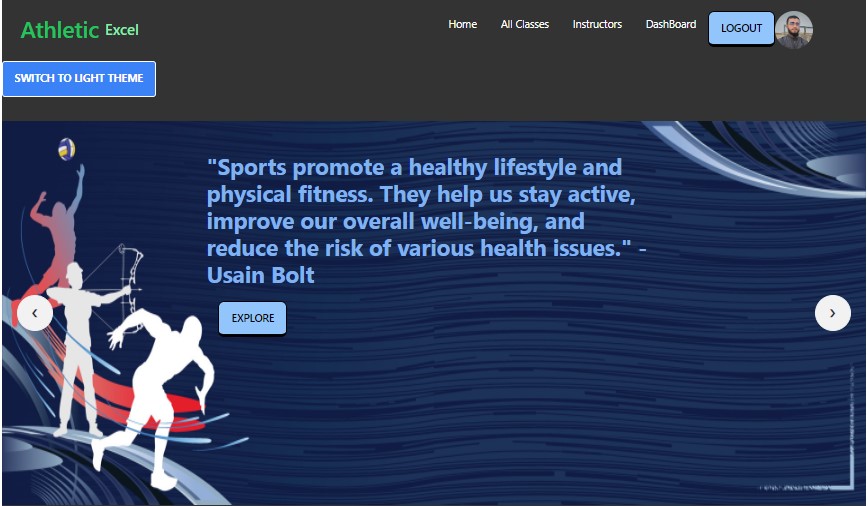 Athletic Excel
Home
All Classes
Instructors
DashBoard
LOGOUT
SWITCH TO LIGHT THEME
"Sports promote a healthy lifestyle and
physical fitness. They help us stay active,
improve our overall well-being, and
reduce the risk of various health issues." -
Usain Bolt
EXPLORE